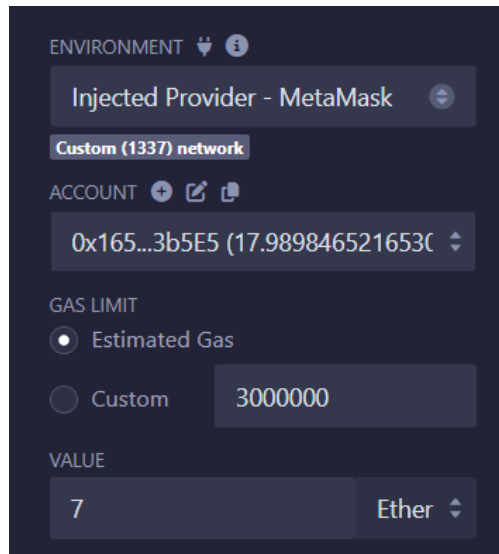 ENVIRONMENT
Injected Provider - MetaMask
Custom (1337) network
ACCOUNT
0x165...3b5E5 (17.989846521653(
GAS LIMIT
Estimated Gas
Custom 3000000
VALUE
7 Ether